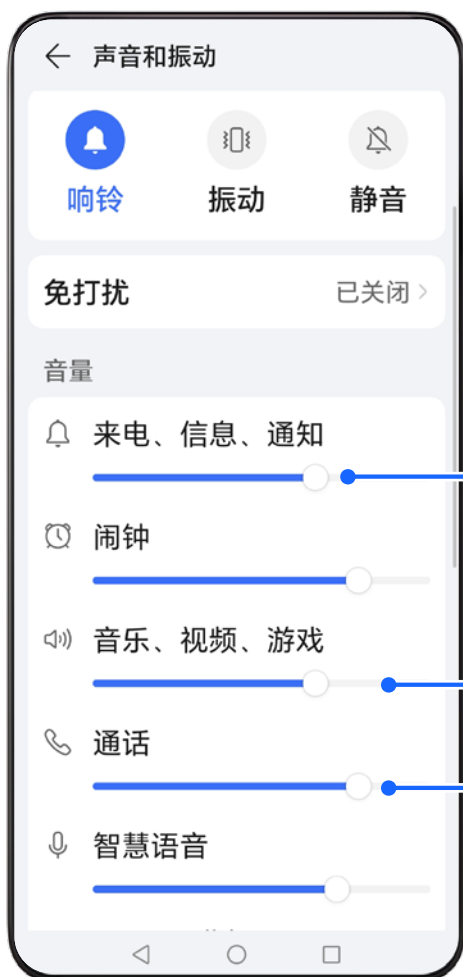 声音和振动
响铃
振动
静音
免打扰
已关闭
音量
来电、信息、通知
闹钟
音乐、视频、游戏
通话
智慧语音